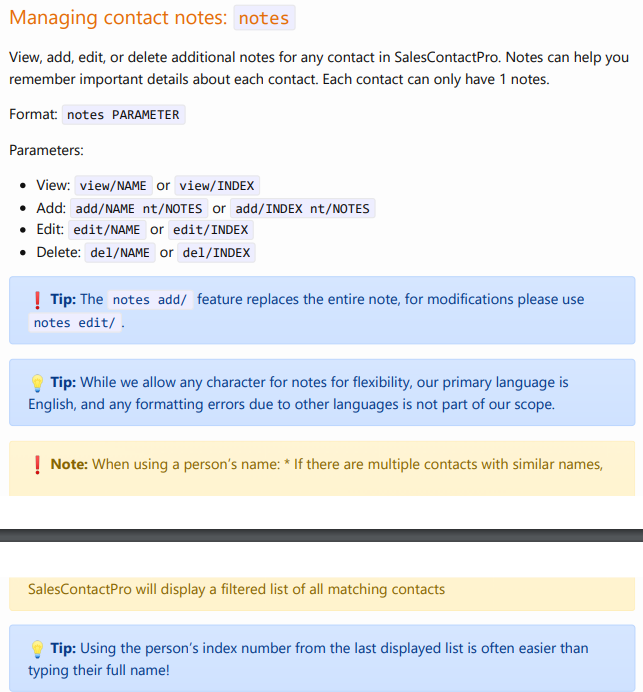 Managing contact notes: notes
View, add, edit, or delete additional notes for any contact in SalesContactPro. Notes can help you
remember important details about each contact. Each contact can only have 1 notes.
Format: notes PARAMETER
Parameters:
• View: view/NAME or view/INDEX
• Add: add/NAME nt/NOTES or add/INDEX nt/NOTES
• Edit: edit/NAME or edit/INDEX
• Delete: del/NAME or del/INDEX
❗ Tip: The notes add/ feature replaces the entire note, for modifications please use
notes edit/ .
💡 Tip: While we allow any character for notes for flexibility, our primary language is
English, and any formatting errors due to other languages is not part of our scope.
❗ Note: When using a person’s name: * If there are multiple contacts with similar names,
SalesContactPro will display a filtered list of all matching contacts
💡 Tip: Using the person’s index number from the last displayed list is often easier than
typing their full name!